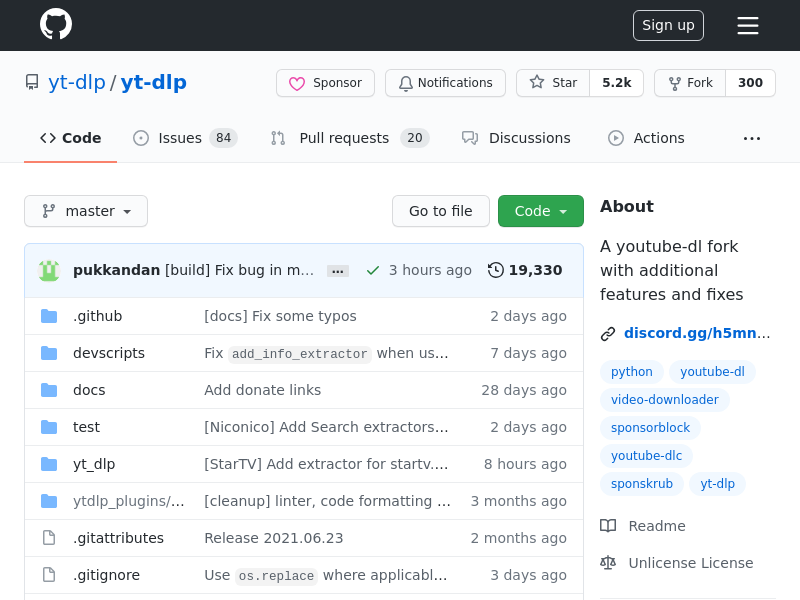 Sign up
yt-dlp / yt-dlp
Sponsor Notifications Star 5.2k Fork 300
Code Issues 84 Pull requests 20 Discussions Actions ...
master Go to file Code
pukkandan [build] Fix bug in m... ... 3 hours ago 19,330
.github [docs] Fix some typos 2 days ago
devscripts Fix add_info_extractor when us... 7 days ago
docs Add donate links 28 days ago
test [Niconico] Add Search extractors... 2 days ago
yt_dlp [StarTV] Add extractor for startv.... 8 hours ago
ytdlp_plugins/... [cleanup] linter, code formatting ... 3 months ago
.gitattributes Release 2021.06.23 2 months ago
.gitignore Use os.replace where applicabl... 3 days ago
About
A youtube-dl fork
with additional
features and fixes
discord.gg/h5mn...
python youtube-dl
video-downloader
sponsorblock
youtube-dlc
sponskrub yt-dlp
Readme
Unlicense License